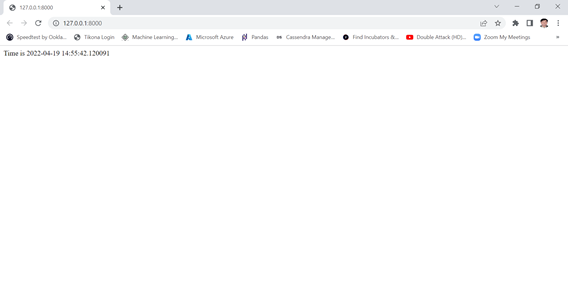 127.0.0.1:8000
127.0.0.1:8000
Speedtest by Ookla... Tikona Login Machine Learning... Microsoft Azure Pandas Cassandra Manage... Find Incubators &... Double Attack (HD)... Zoom My Meetings »
Time is 2022-04-19 14:55:42.120091